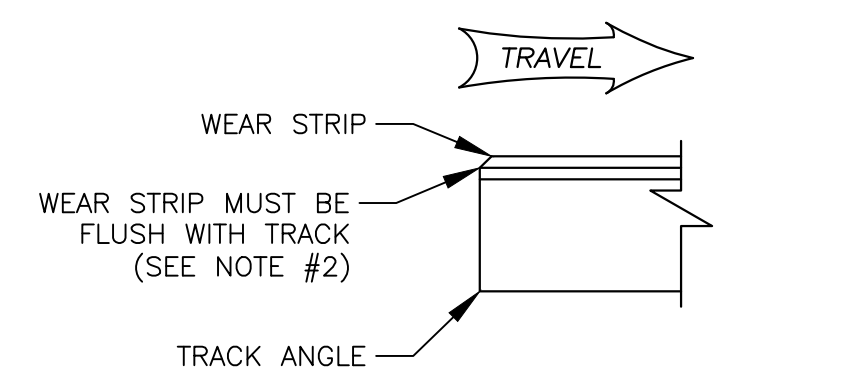 TRAVEL
WEAR STRIP
WEAR STRIP MUST BE
FLUSH WITH TRACK
(SEE NOTE #2)
TRACK ANGLE